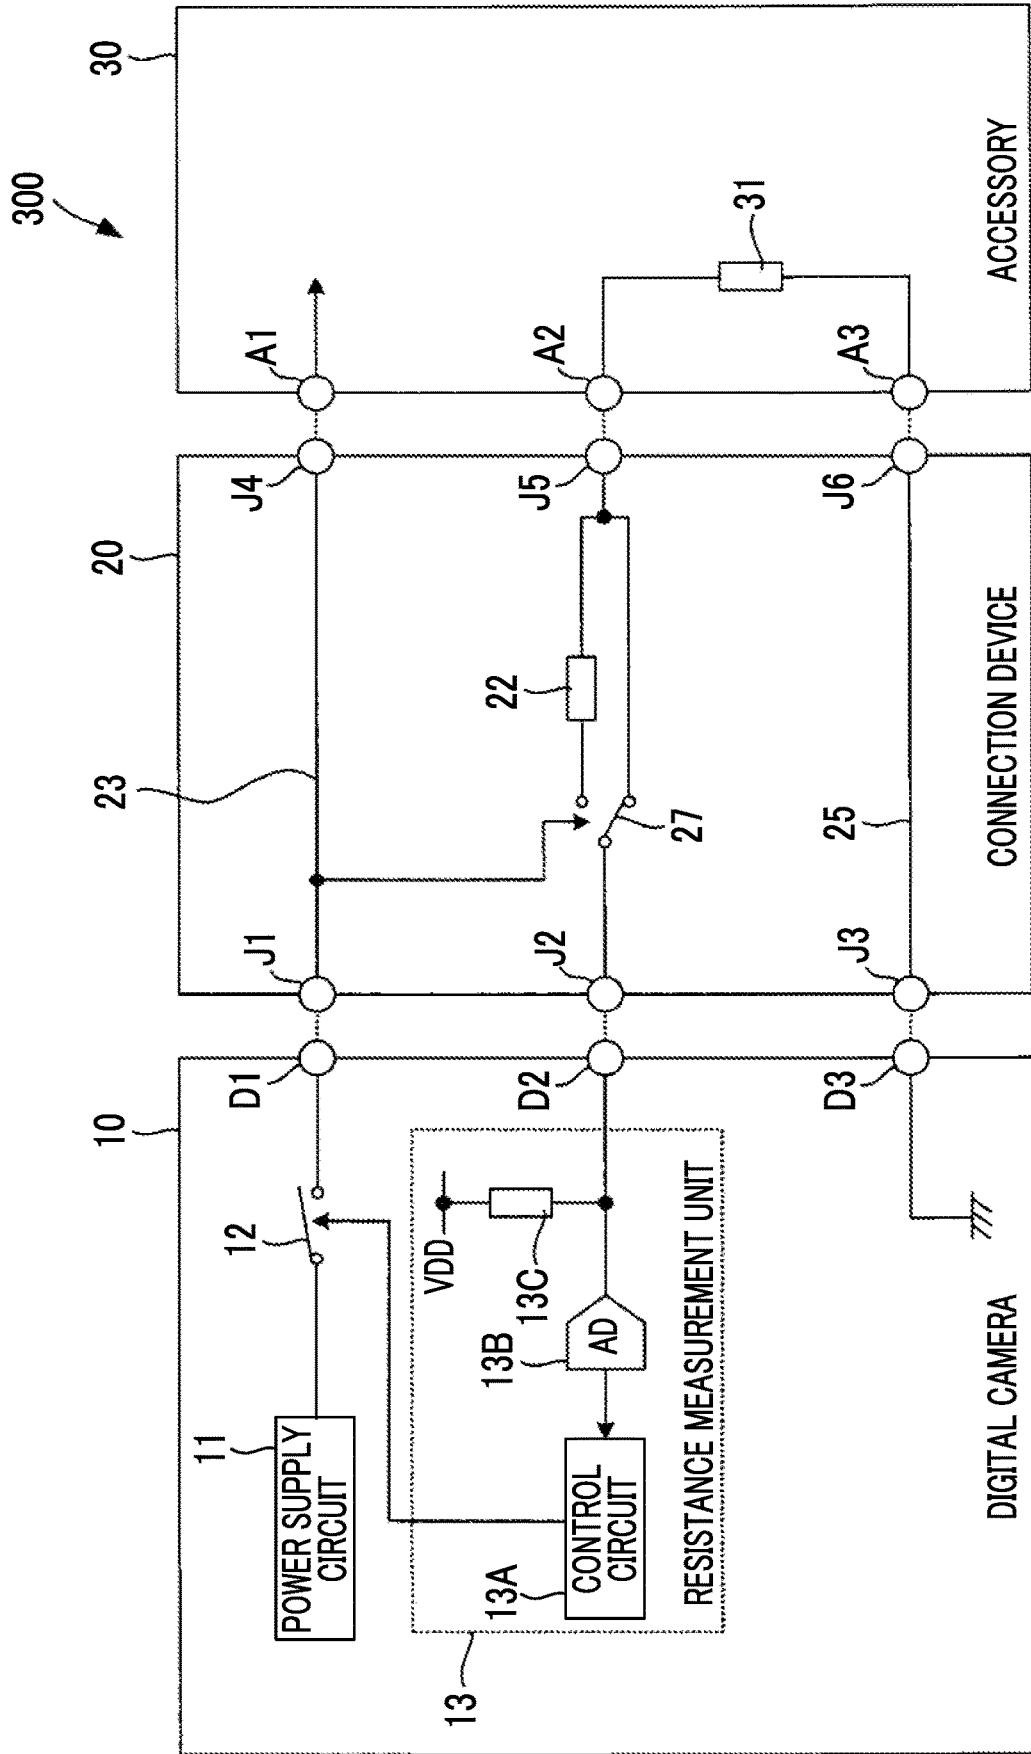 300
10
20
30
11
POWER SUPPLY
CIRCUIT
12
D1
J1
23
J4
A1
13
13A
CONTROL
CIRCUIT
13B
AD
VDD
13C
D2
J2
27
22
J5
A2
31
RESISTANCE MEASUREMENT UNIT
D3
J3
25
J6
A3
DIGITAL CAMERA
CONNECTION DEVICE
ACCESSORY